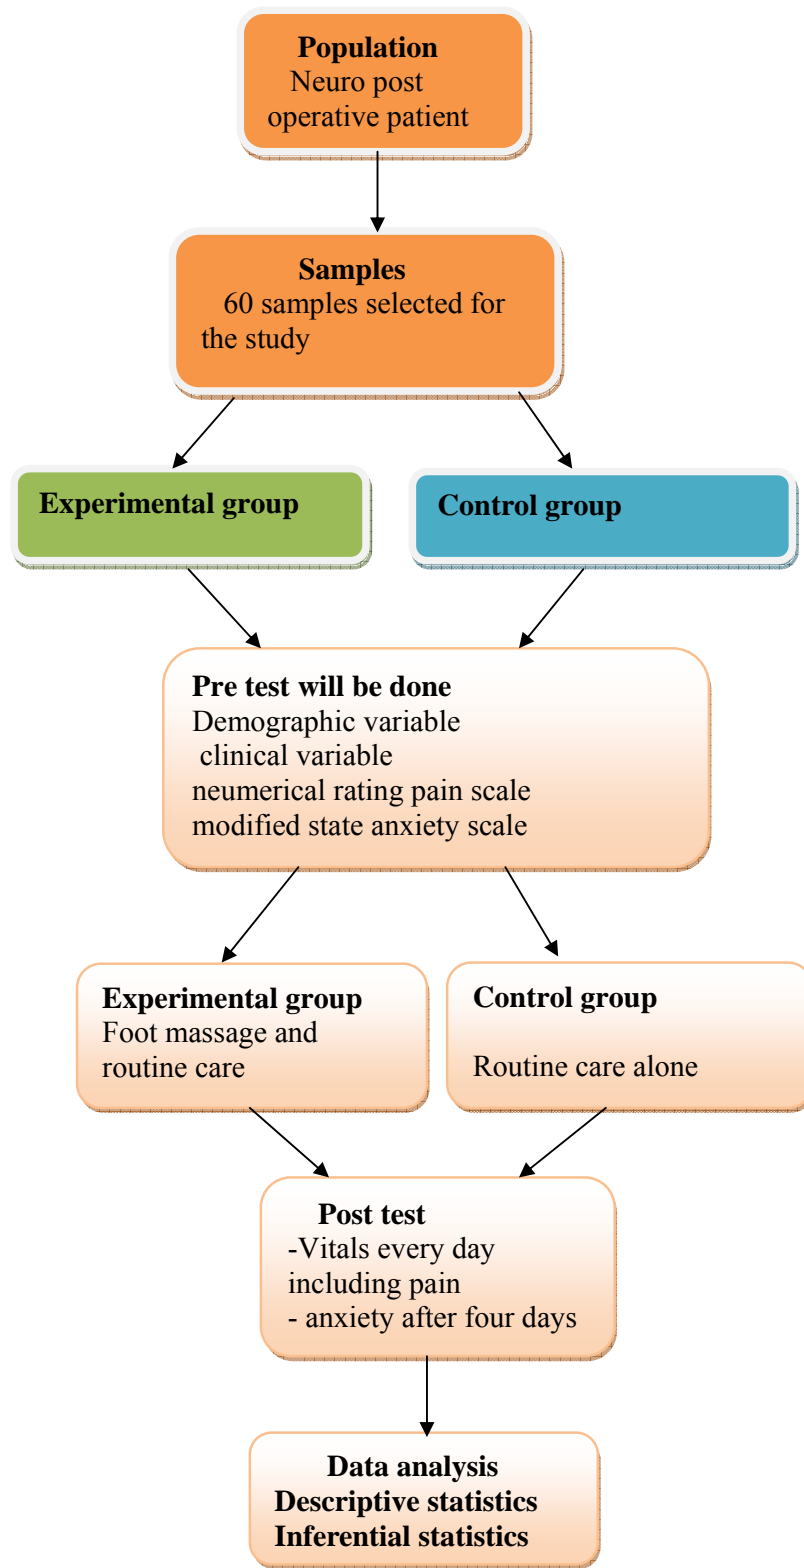 Population
Neuro post
operative patient
Samples
60 samples selected for
the study
Experimental group
Control group
Pre test will be done
Demographic variable
clinical variable
neumerical rating pain scale
modified state anxiety scale
Experimental group
Foot massage and
routine care
Control group
Routine care alone
Post test
-Vitals every day
including pain
- anxiety after four days
Data analysis
Descriptive statistics
Inferential statistics